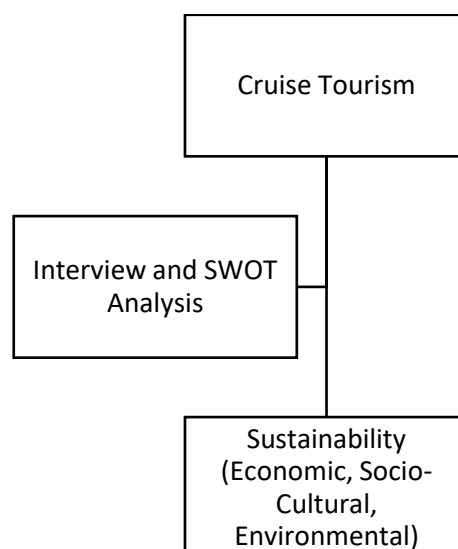 Cruise Tourism
Interview and SWOT
Analysis
Sustainability
(Economic, Socio-
Cultural,
Environmental)